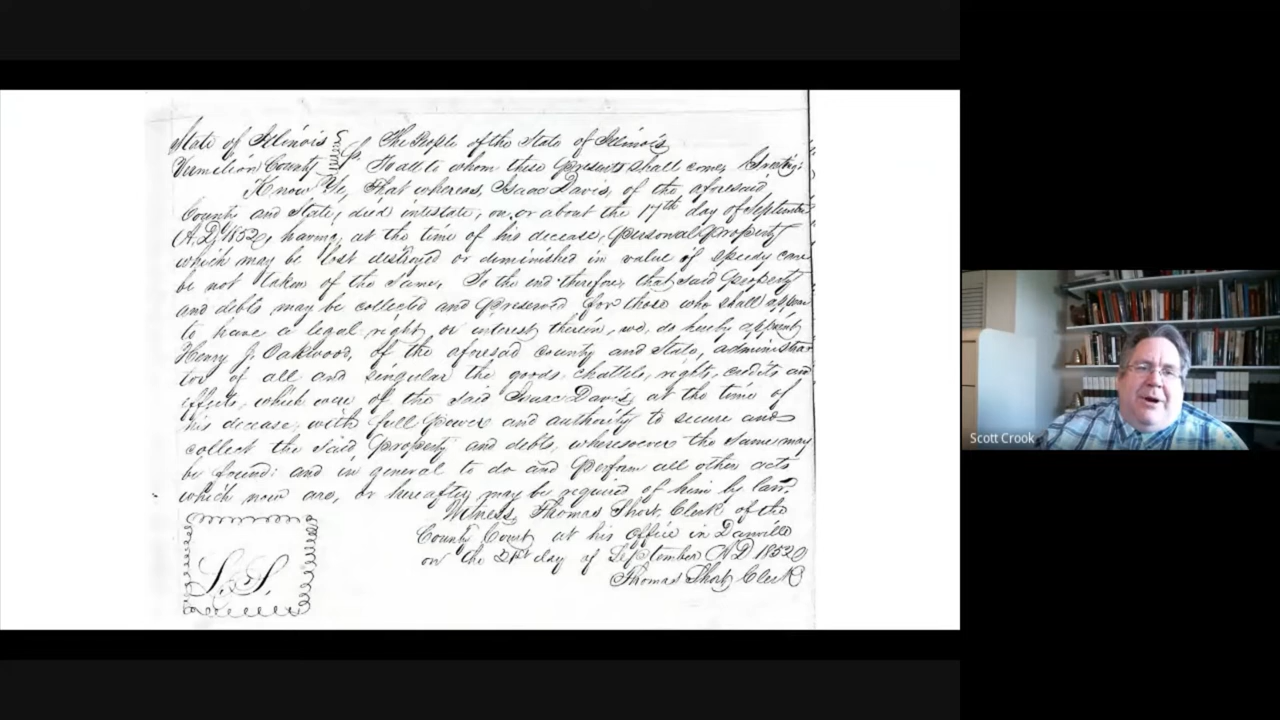 State of Illinois The People of the State of Illinois
Vermilion County To all to whom these presents shall come, Greeting:
Know Ye, that whereas, Isaac Davis, of the aforesaid
County and State, died intestate, on or about the 17th day of September
A.D. 1852, having, at the time of his decease, personal property
which may be lost destroyed or diminished in value if speedy care
be not taken of the same, To the end therefore, that said property
and debts may be collected and preserved for those who shall appear
to have a legal right, or interest therein, we, do hereby appoint
Henry J. Oakwood, of the aforesaid county and State, administra
tor of all and singular the goods, chattels, right, credits and
effects, which were of the said Isaac Davis, at the time of
his decease, with full power and authority to secure and
collect the said property and debts, wheresoever the same may
be found: and in general to do and perform all other acts
which now are, or hereafter may be required of him by law.
Witness, Thomas Short, Clerk of the
County Court at his office in Danville
on the 21st day of September A.D 1852
Thomas Short Clerk
L.S.
Scott Crook